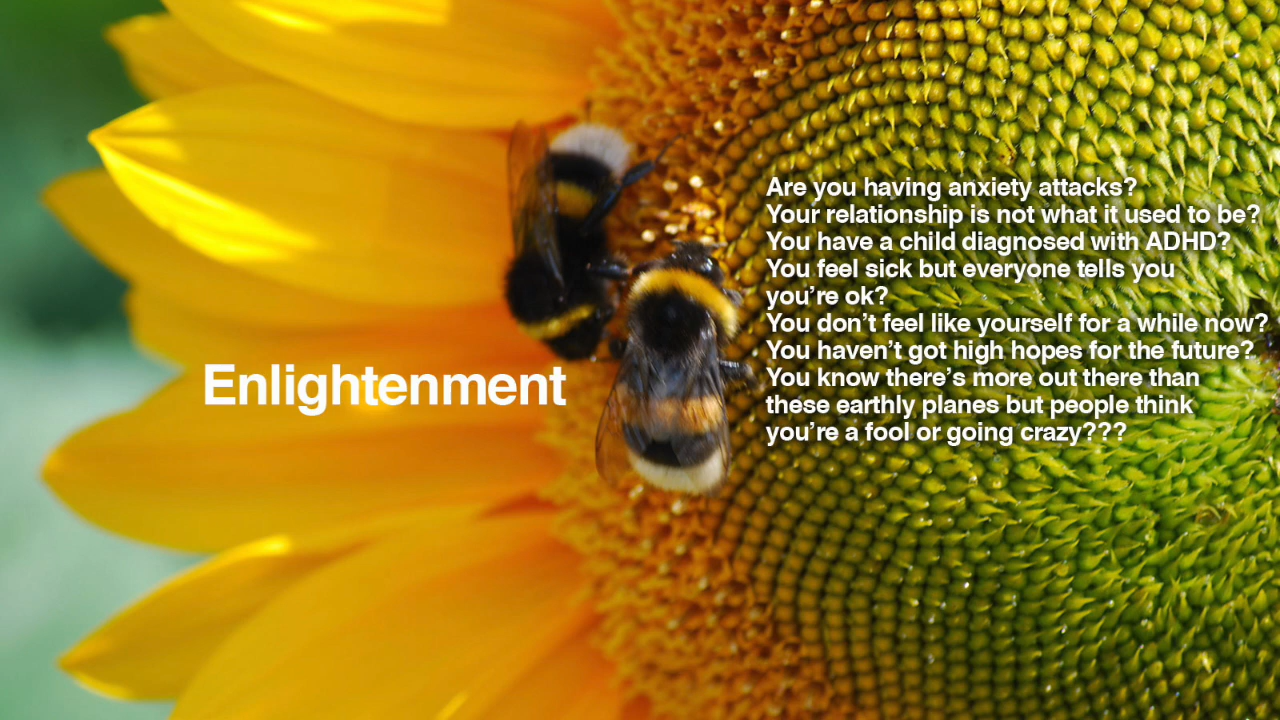 Enlightenment
Are you having anxiety attacks?
Your relationship is not what it used to be?
You have a child diagnosed with ADHD?
You feel sick but everyone tells you
you’re ok?
You don’t feel like yourself for a while now?
You haven’t got high hopes for the future?
You know there’s more out there than
these earthly planes but people think
you’re a fool or going crazy???